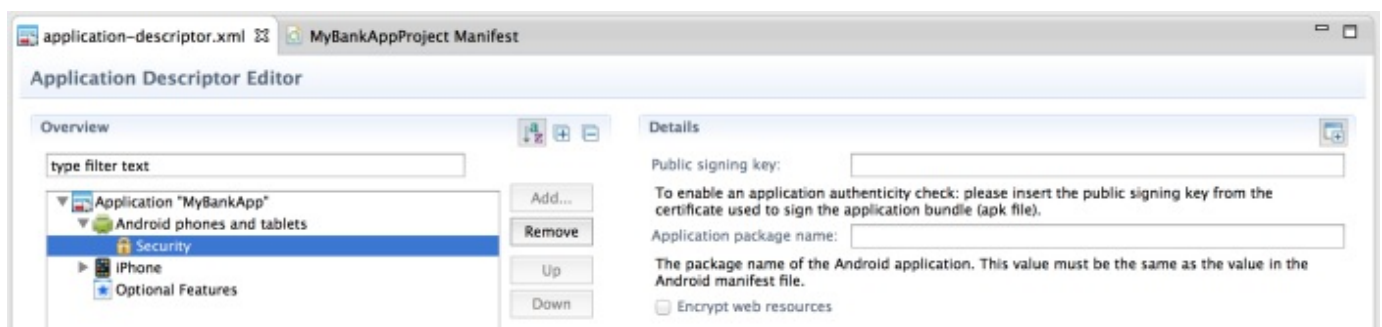 application-descriptor.xml MyBankAppProject Manifest
Application Descriptor Editor
Overview
type filter text
Application "MyBankApp"
Android phones and tablets
Security
iPhone
Optional Features
Add...
Remove
Up
Down
Details
Public signing key:
To enable an application authenticity check: please insert the public signing key from the
certificate used to sign the application bundle (apk file).
Application package name:
The package name of the Android application. This value must be the same as the value in the
Android manifest file.
Encrypt web resources